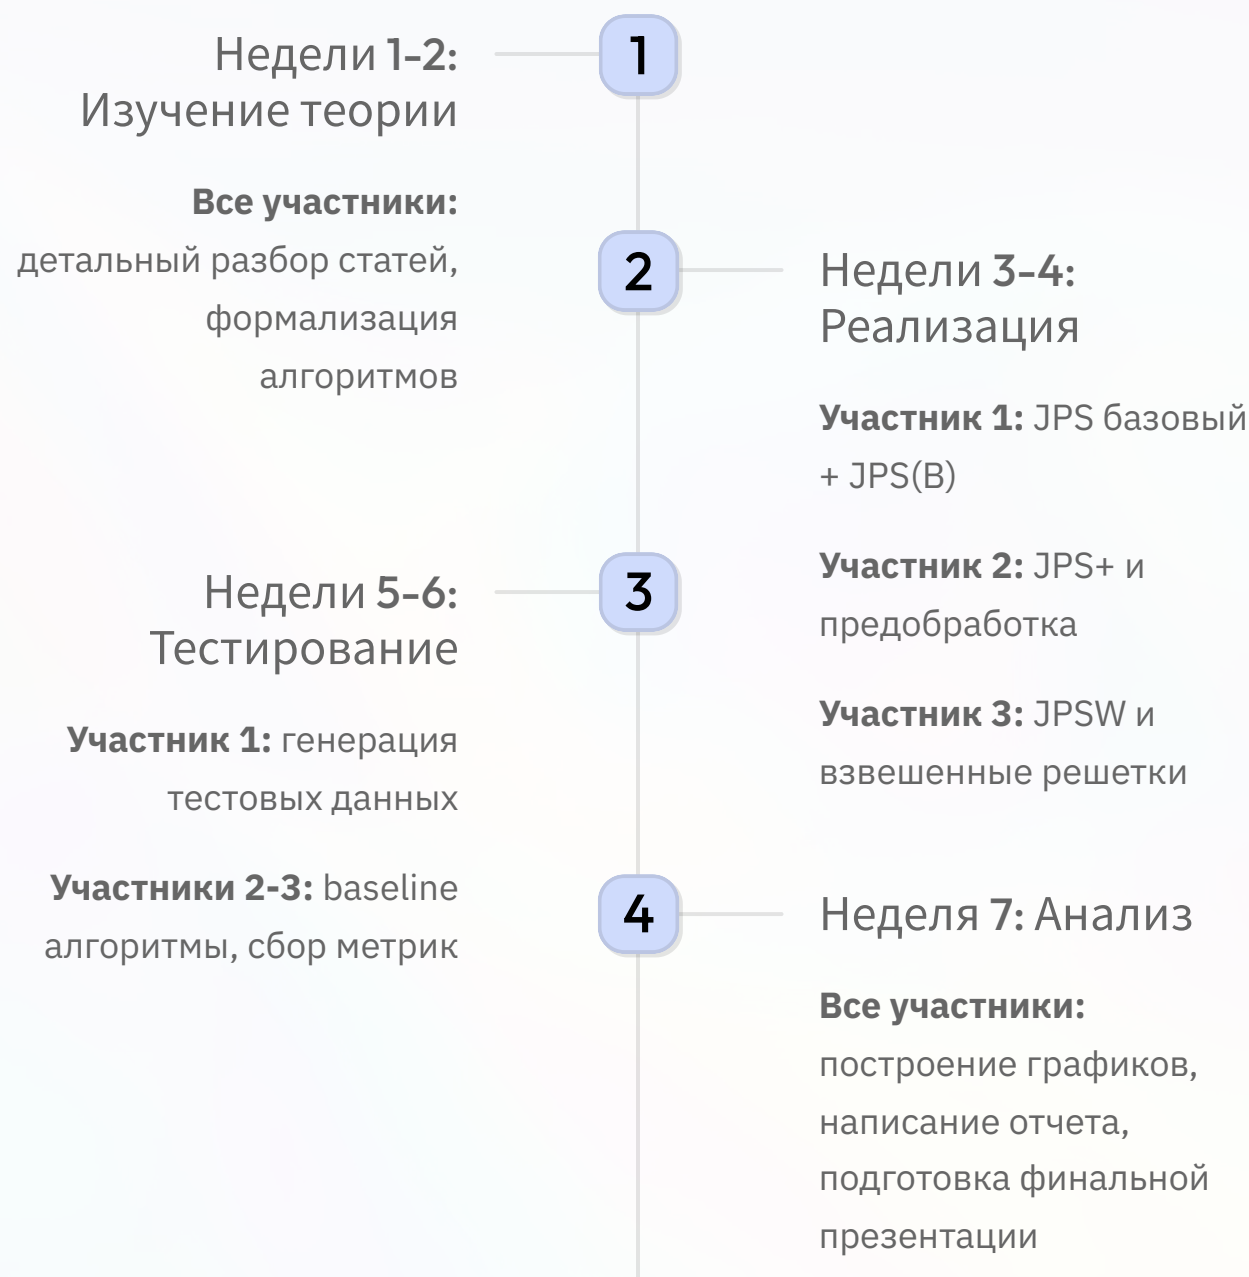 1
Недели 1-2:
Изучение теории
Все участники:
детальный разбор статей,
формализация
алгоритмов
2
Недели 3-4:
Реализация
Участник 1: JPS базовый
+ JPS(B)
Участник 2: JPS+ и
предобработка
Участник 3: JPSW и
взвешенные решетки
3
Недели 5-6:
Тестирование
Участник 1: генерация
тестовых данных
Участники 2-3: baseline
алгоритмы, сбор метрик
4
Неделя 7: Анализ
Все участники:
построение графиков,
написание отчета,
подготовка финальной
презентации